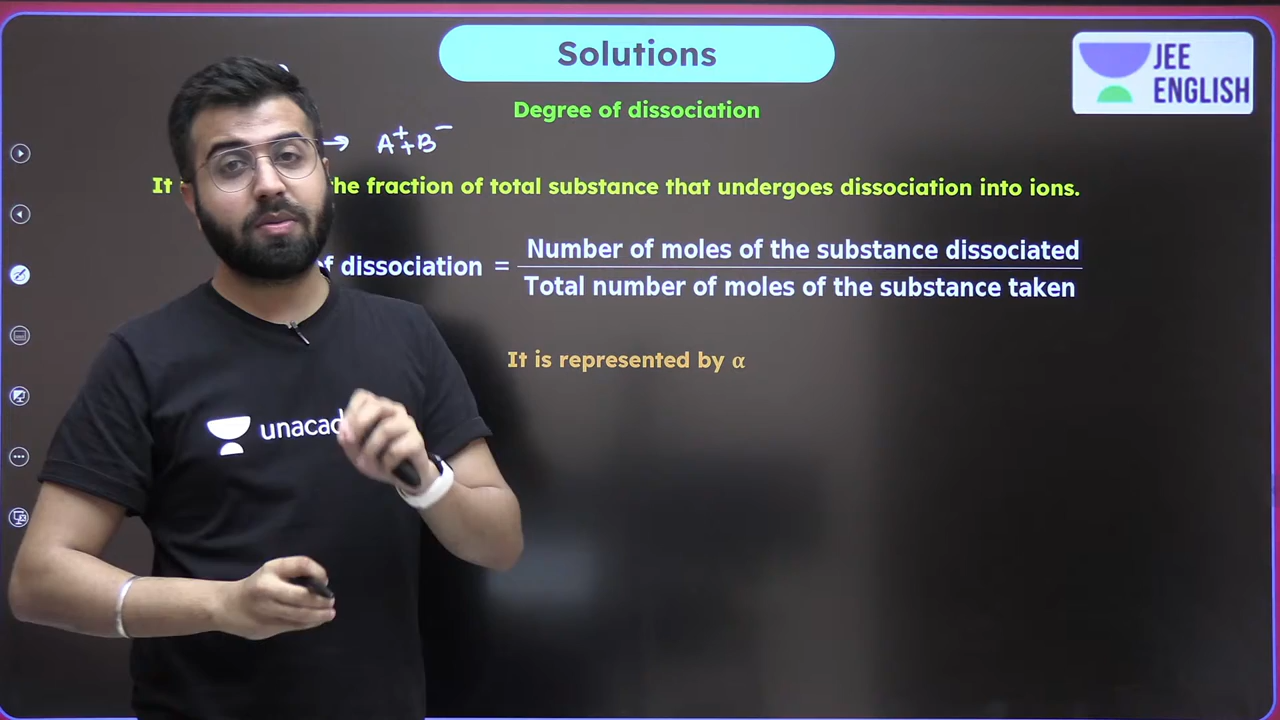 Solutions
JEE
ENGLISH
Degree of dissociation
→ A⁺ + B⁻
It the fraction of total substance that undergoes dissociation into ions.
of dissociation = Number of moles of the substance dissociated
Total number of moles of the substance taken
It is represented by α
unacad